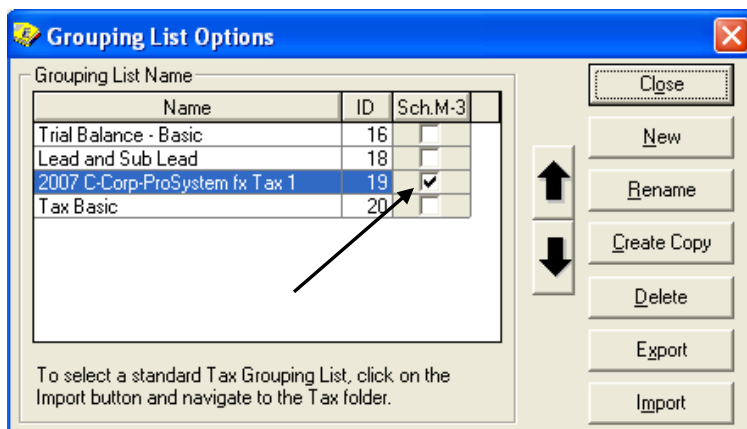 Grouping List Options
Grouping List Name
Name ID Sch.M-3
Trial Balance - Basic 16
Lead and Sub Lead 18
2007 C-Corp-ProSystem fx Tax 1 19
Tax Basic 20
To select a standard Tax Grouping List, click on the
Import button and navigate to the Tax folder.
Close
New
Rename
Create Copy
Delete
Export
Import